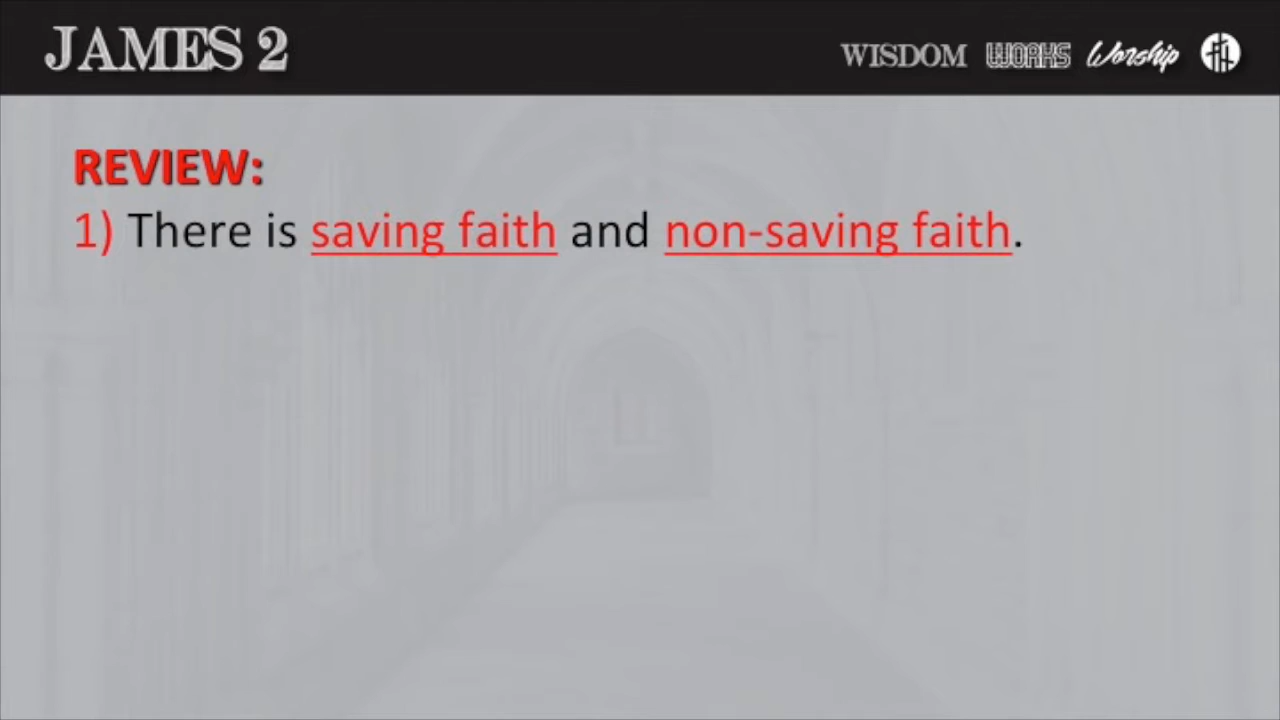 JAMES 2
WISDOM WORKS Worship
REVIEW:
1) There is saving faith and non-saving faith.